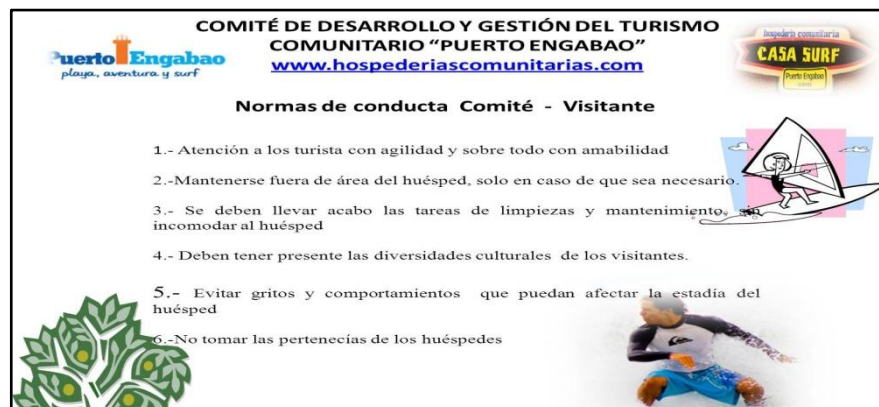 COMITÉ DE DESARROLLO Y GESTIÓN DEL TURISMO
COMUNITARIO “PUERTO ENGABAO”
www.hospederiascomunitarias.com
Puerto Engabao
playa, aventura y surf
hospedería comunitaria
CASA SURF
Puerto Engabao
Normas de conducta Comité - Visitante
1.- Atención a los turista con agilidad y sobre todo con amabilidad
2.-Mantenerse fuera de área del huésped, solo en caso de que sea necesario.
3.- Se deben llevar acabo las tareas de limpiezas y mantenimiento, sin
incomodar al huésped
4.- Deben tener presente las diversidades culturales de los visitantes.
5.- Evitar gritos y comportamientos que puedan afectar la estadía del
huésped
6.-No tomar las pertenecías de los huéspedes